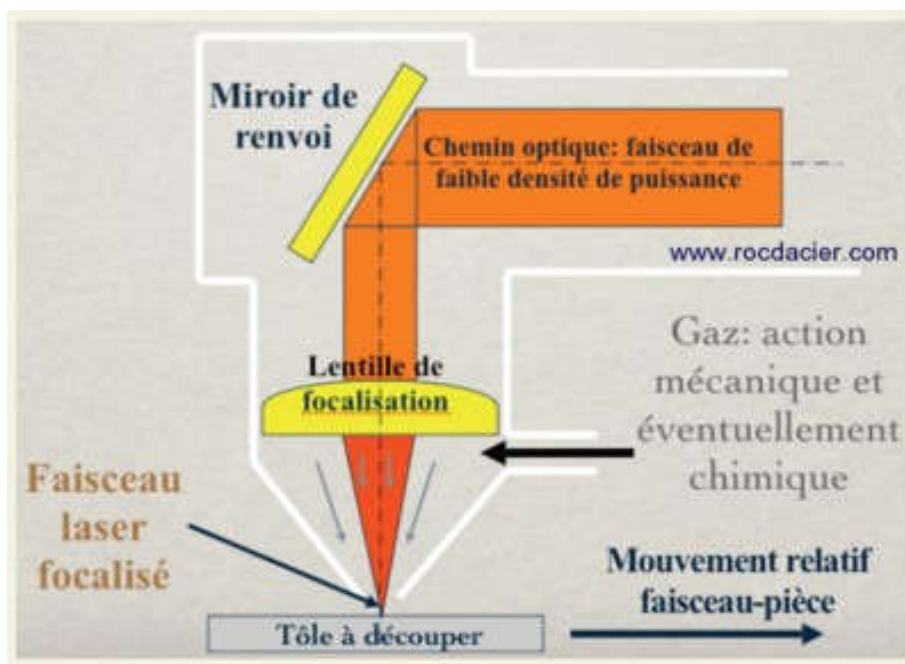 Miroir de
renvoi
Chemin optique: faisceau de
faible densité de puissance
www.rocdacier.com
Gaz: action
mécanique et
éventuellement
chimique
Lentille de
focalisation
Faisceau
laser
focalisé
Mouvement relatif
faisceau-pièce
Tôle à découper